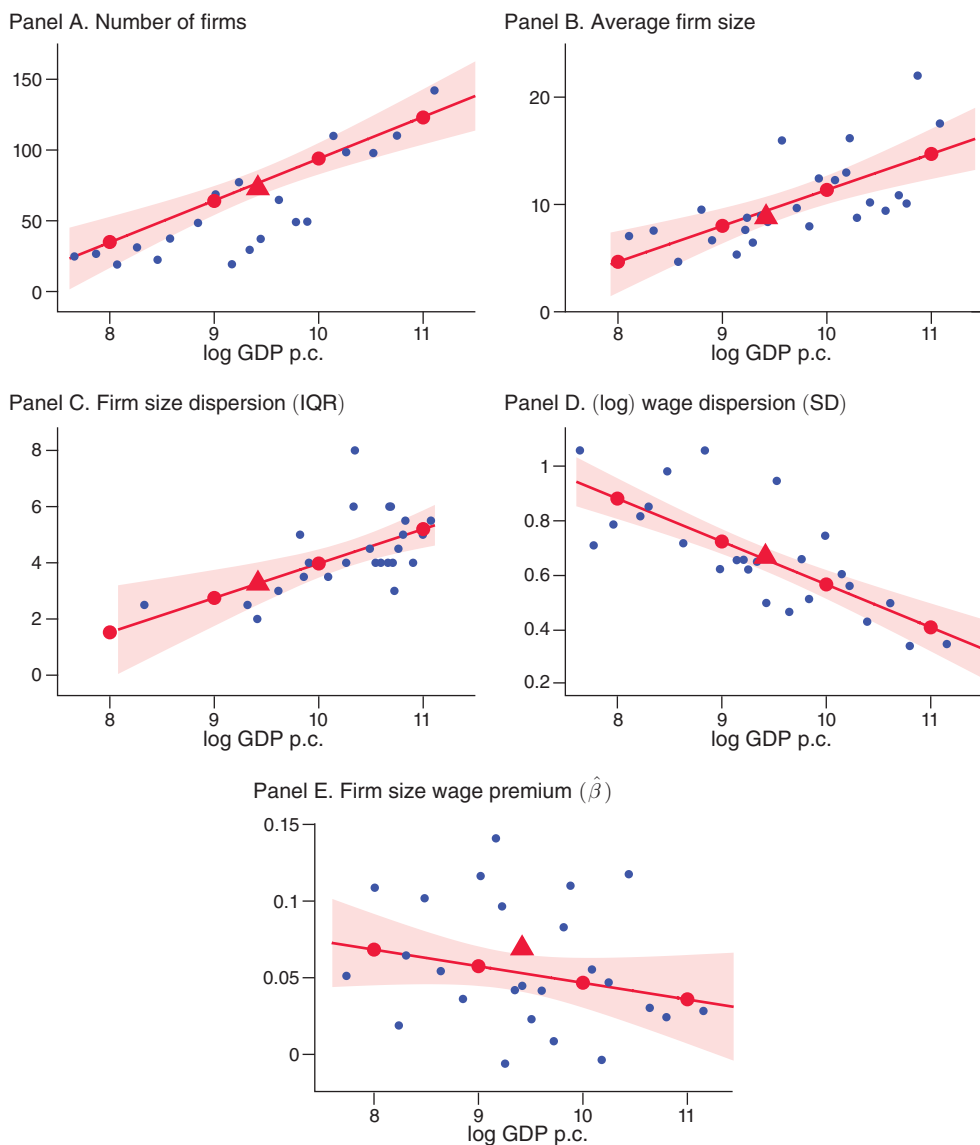 Panel A. Number of firms
150
100
50
0
8 9 10 11
log GDP p.c.
Panel B. Average firm size
20
10
0
8 9 10 11
log GDP p.c.
Panel C. Firm size dispersion (IQR)
8
6
4
2
0
8 9 10 11
log GDP p.c.
Panel D. (log) wage dispersion (SD)
1
0.8
0.6
0.4
0.2
8 9 10 11
log GDP p.c.
Panel E. Firm size wage premium (β̂)
0.15
0.1
0.05
0
8 9 10 11
log GDP p.c.